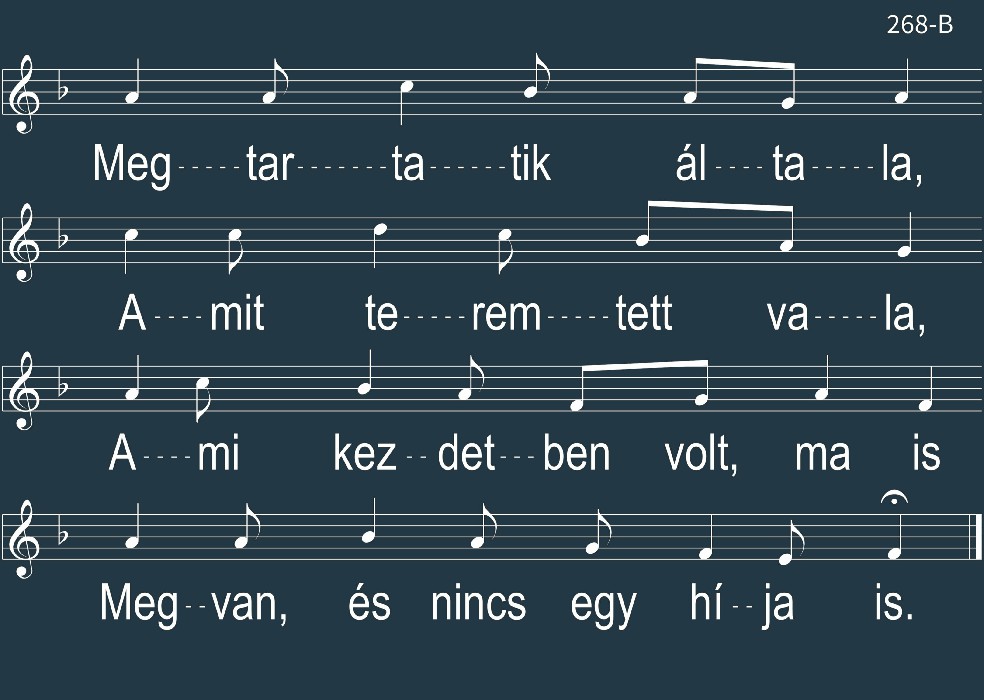 268-B
Meg-----tar-------ta------tik ál----ta-----la,
A----mit te-----rem-----tett va-----la,
A----mi kez--det---ben volt, ma is
Meg--van, és nincs egy hí--ja is.